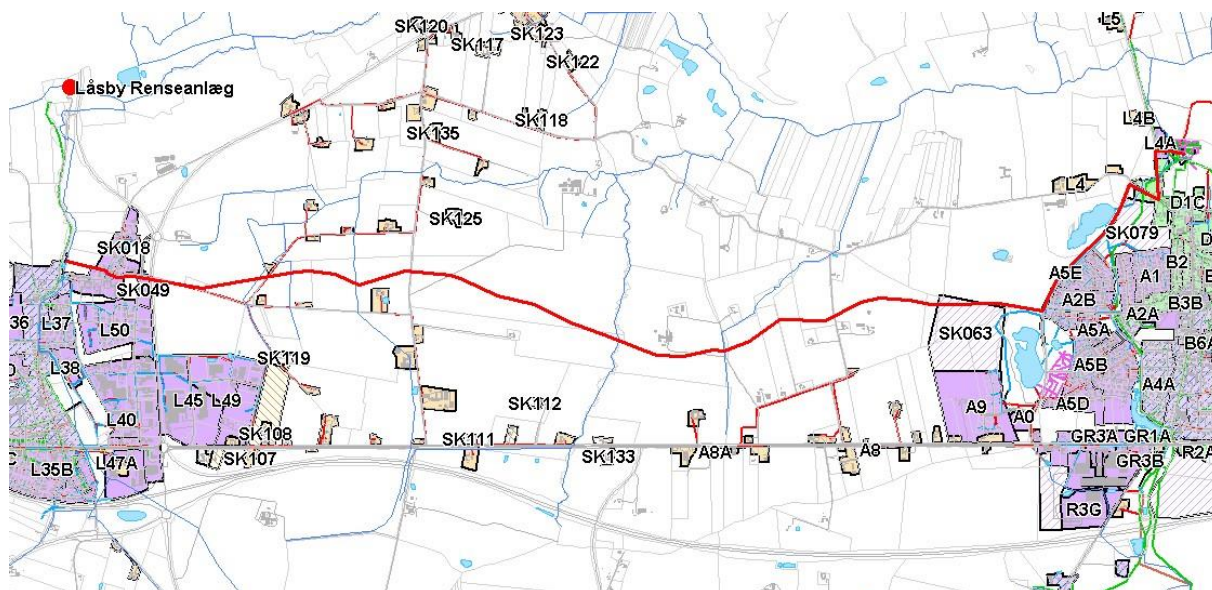 SK120
SK117
SK123
L5
SK122
Låsby Renseanlæg
SK118
SK135
L4B
L4A
L4
SK125
D1C
SK079
SK018
B2
A5E
A1
SK049
A2B
B3B
36
L37
L50
A2A
SK063
A5A
B6A
L38
SK119
A5B
A4A
L45
L49
SK112
L40
A9
A0
A5D
SK108
SK107
SK111
SK133
A8A
A8
GR3A
GR1A
C
L35B
L47A
GR3B
R2A
R3G